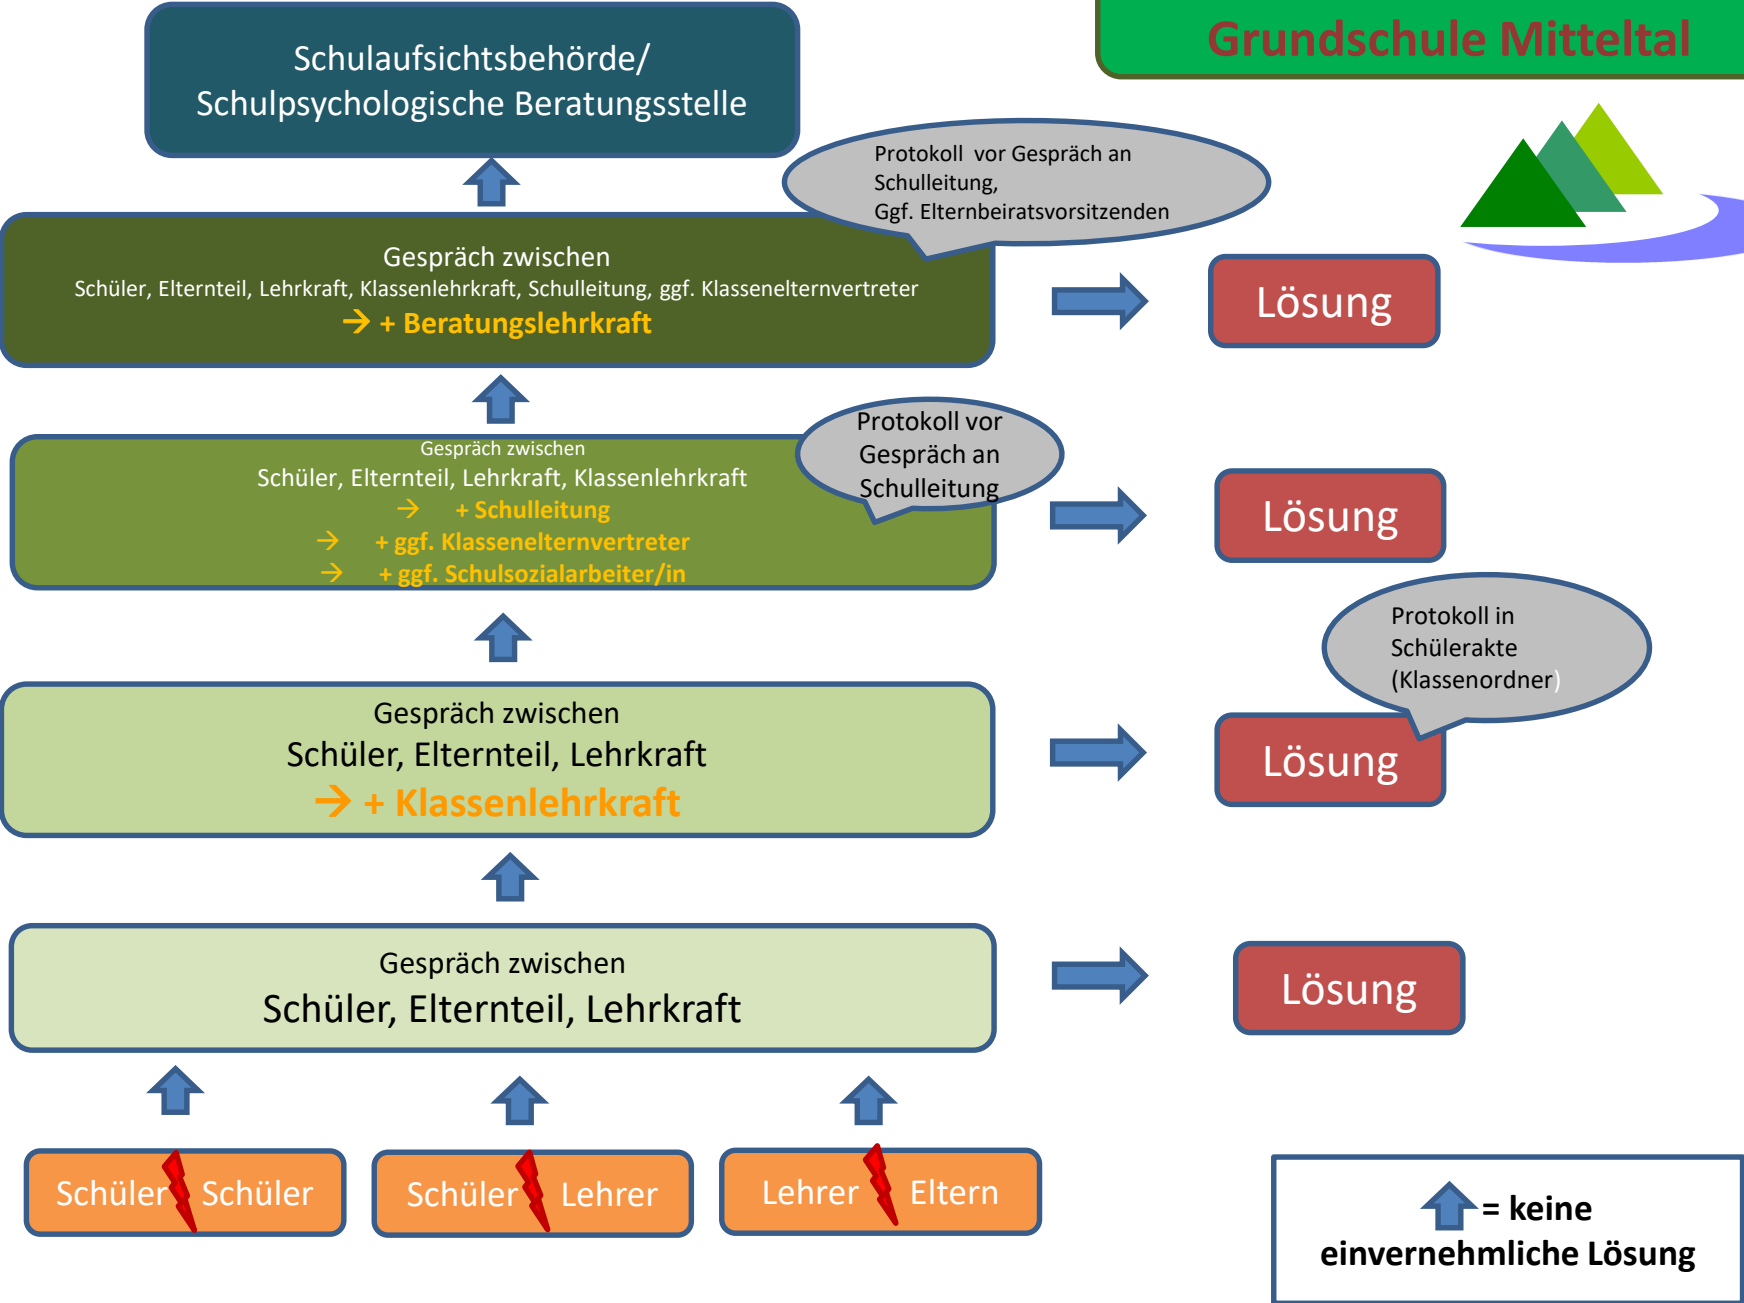 Grundschule Mitteltal
Schulaufsichtsbehörde/
Schulpsychologische Beratungsstelle
Protokoll vor Gespräch an
Schulleitung,
Ggf. Elternbeiratsvorsitzenden
Gespräch zwischen
Schüler, Elternteil, Lehrkraft, Klassenlehrkraft, Schulleitung, ggf. Klassenelternvertreter
→ + Beratungslehrkraft
Lösung
Protokoll vor
Gespräch an
Schulleitung
Gespräch zwischen
Schüler, Elternteil, Lehrkraft, Klassenlehrkraft
→ + Schulleitung
→ + ggf. Klassenelternvertreter
→ + ggf. Schulsozialarbeiter/in
Lösung
Protokoll in
Schülerakte
(Klassenordner)
Gespräch zwischen
Schüler, Elternteil, Lehrkraft
→ + Klassenlehrkraft
Lösung
Gespräch zwischen
Schüler, Elternteil, Lehrkraft
Lösung
Schüler Schüler
Schüler Lehrer
Lehrer Eltern
= keine
einvernehmliche Lösung